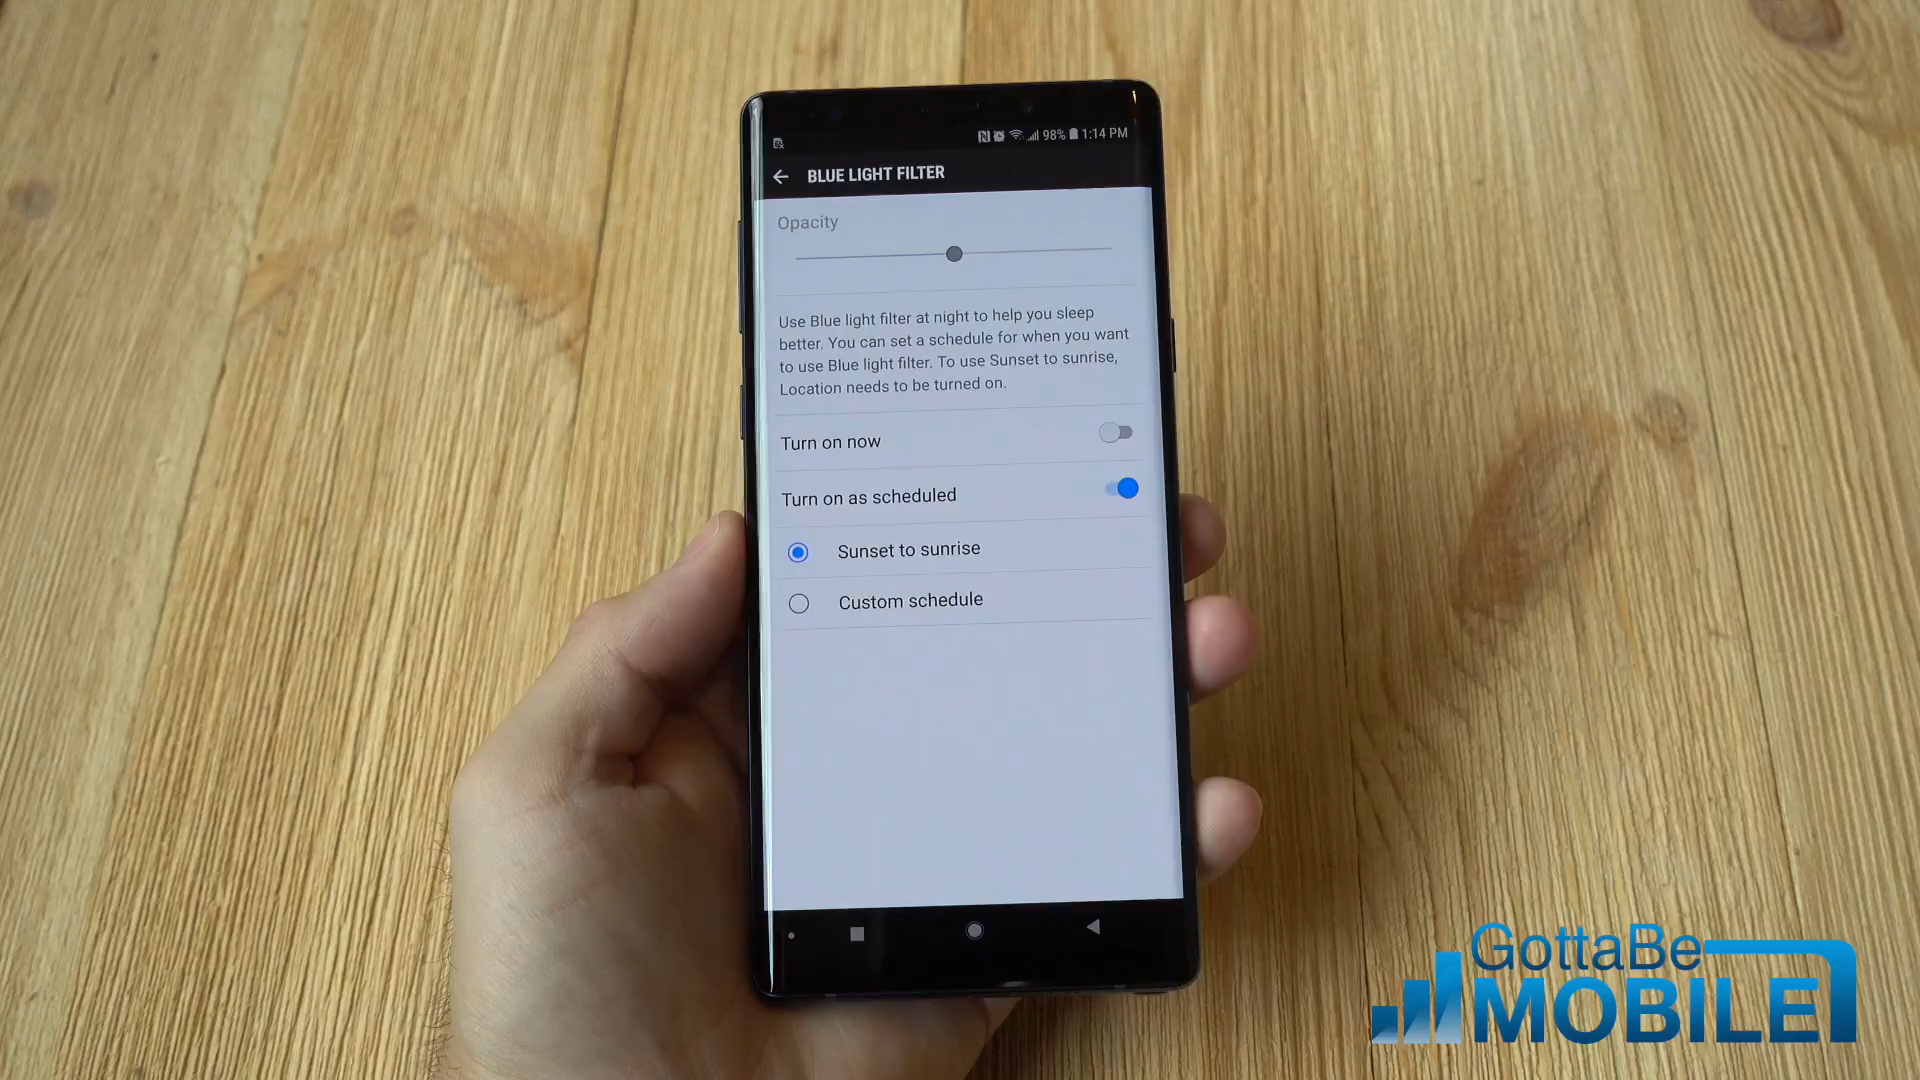 98% 1:14 PM
BLUE LIGHT FILTER
Opacity
Use Blue light filter at night to help you sleep
better. You can set a schedule for when you want
to use Blue light filter. To use Sunset to sunrise,
Location needs to be turned on.
Turn on now
Turn on as scheduled
Sunset to sunrise
Custom schedule
GottaBe
MOBILE